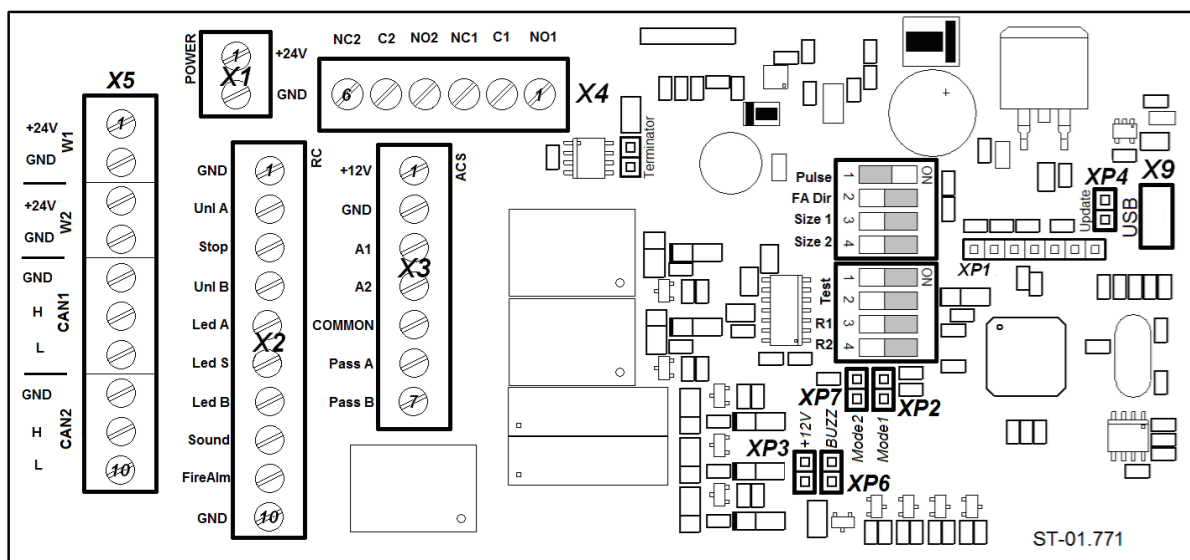 X5
1
+24V
GND
W1
+24V
GND
W2
GND
H
L
CAN1
GND
H
L
CAN2
10
POWER
X1
1
+24V
GND
NC2 C2 NO2 NC1 C1 NO1
6
1
X4
RC
X2
GND
1
Unl A
Stop
Unl B
Led A
Led S
Led B
Sound
FireAlm
GND
10
ACS
X3
+12V
1
GND
A1
A2
COMMON
Pass A
Pass B
7
Terminator
Pulse
FA Dir
Size 1
Size 2
1
2
3
4
NO
Test
R1
R2
1
2
3
4
NO
XP7
XP2
Mode2
Mode1
XP3
+12V
BUZZ
XP6
+
XP4
Update
X9
USB
XP1
ST-01.771